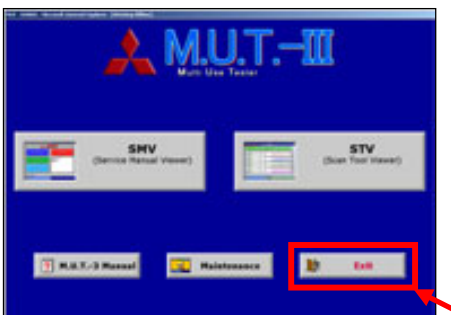 M.U.T.-III
Multi Use Tester
SMV
(Service Manual Viewer)
STV
(Scan Tool Viewer)
M.U.T.-3 Manual
Maintenance
Exit